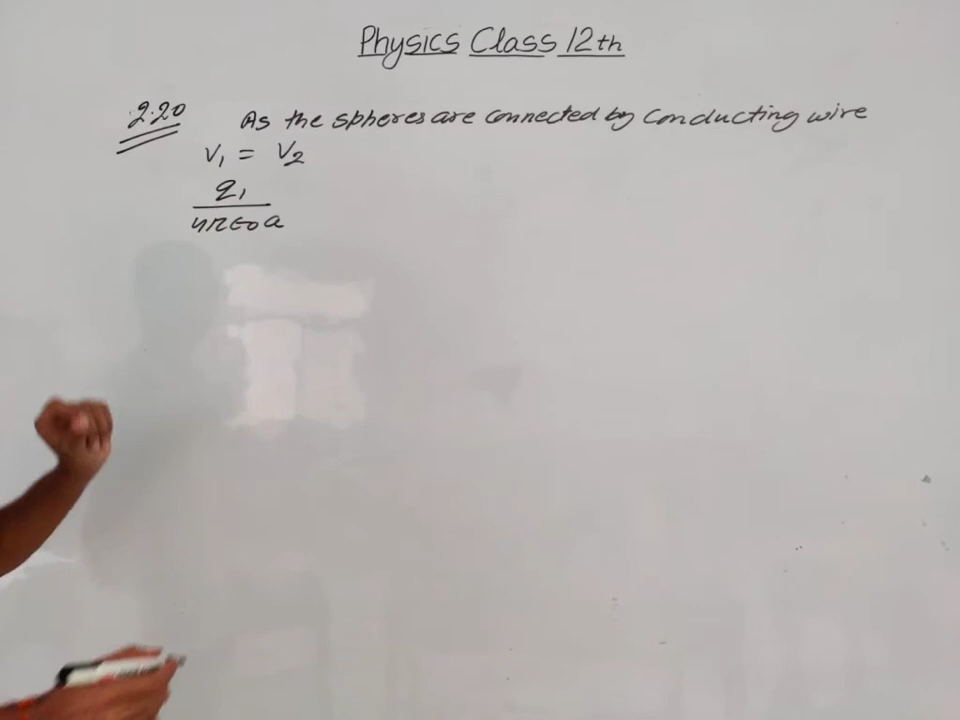 Physics Class 12th
2.20 As the spheres are connected by conducting wire
V₁ = V₂
q₁
4πε₀a